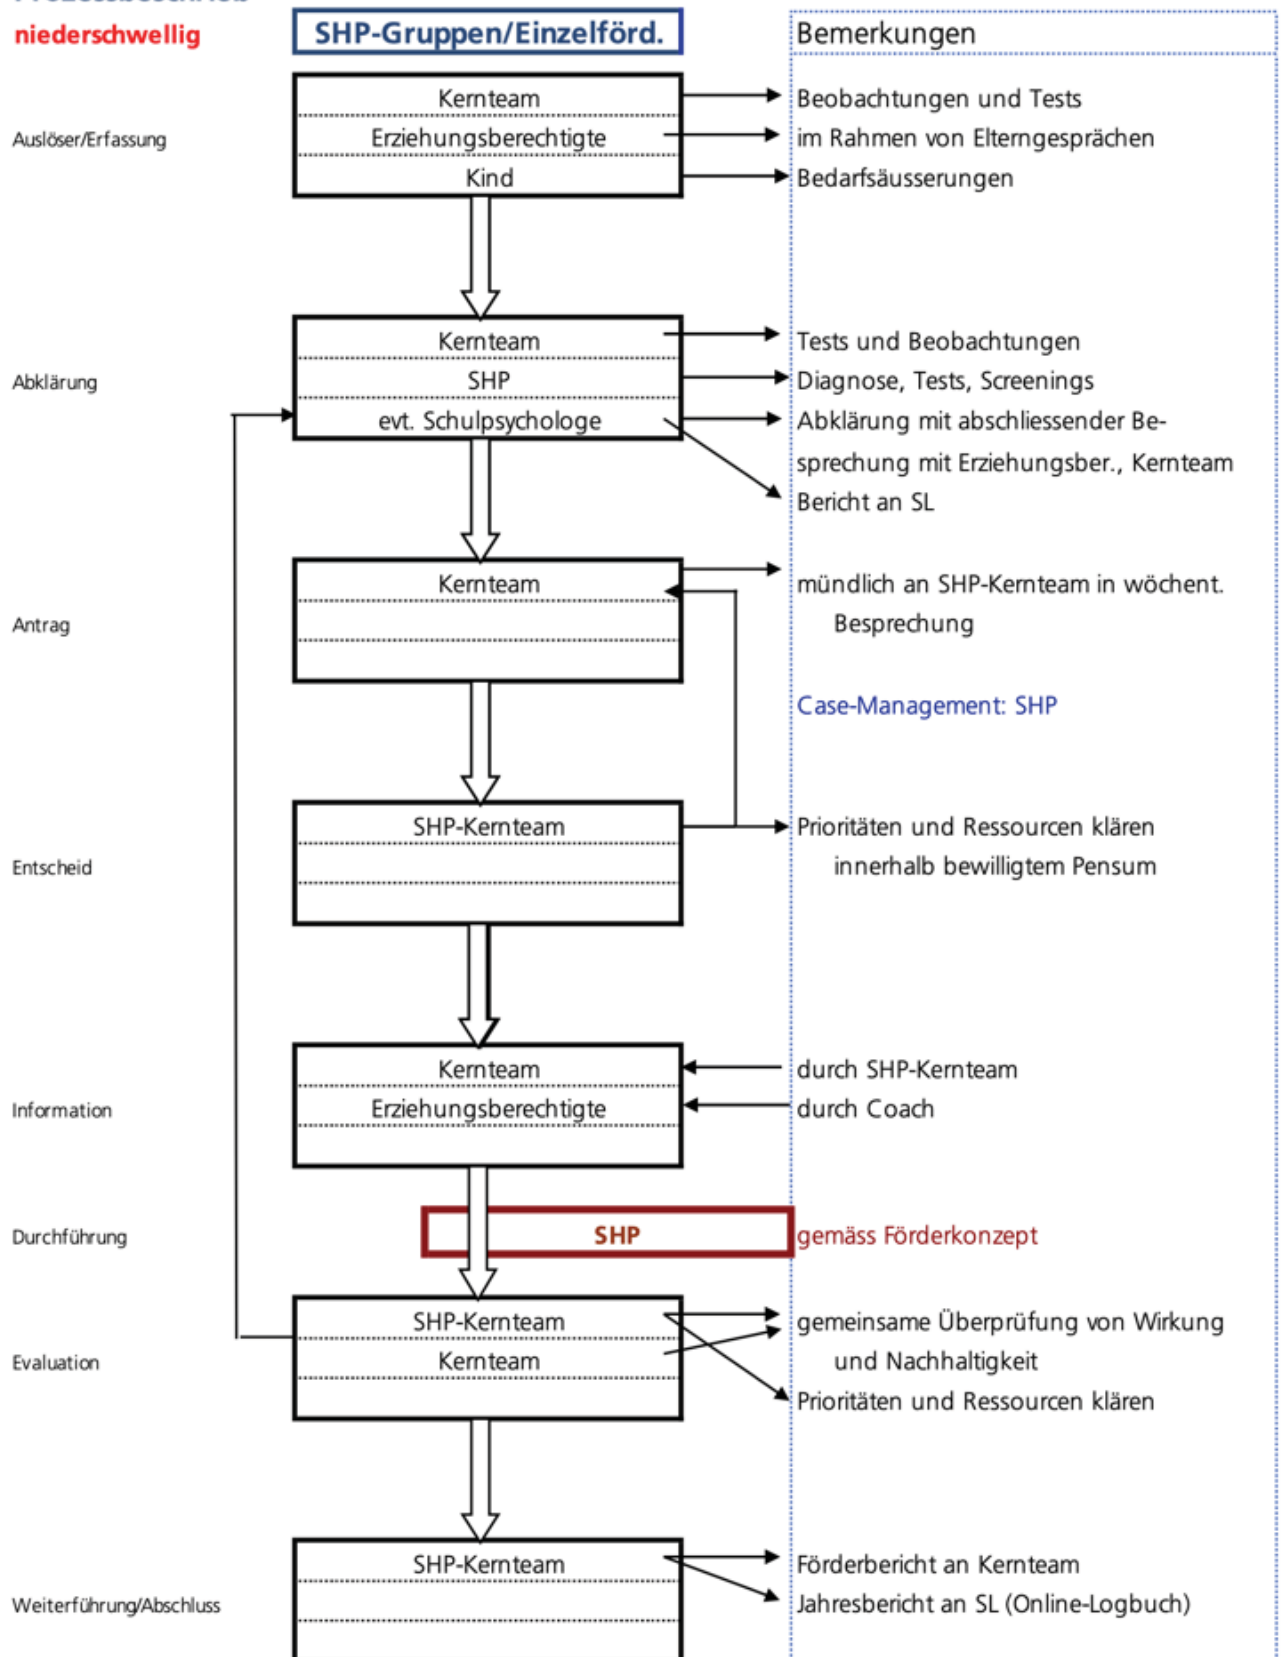 Prozessbeschrieb
niederschwellig
SHP-Gruppen/Einzelförd.
Bemerkungen
Auslöser/Erfassung
Kernteam
Erziehungsberechtigte
Kind
Beobachtungen und Tests
im Rahmen von Elterngesprächen
Bedarfsäusserungen
Abklärung
Kernteam
SHP
evt. Schulpsychologe
Tests und Beobachtungen
Diagnose, Tests, Screenings
Abklärung mit abschliessender Be-
sprechung mit Erziehungsber., Kernteam
Bericht an SL
Antrag
Kernteam
mündlich an SHP-Kernteam in wöchent.
Besprechung
Case-Management: SHP
Entscheid
SHP-Kernteam
Prioritäten und Ressourcen klären
innerhalb bewilligtem Pensum
Information
Kernteam
Erziehungsberechtigte
durch SHP-Kernteam
durch Coach
Durchführung
SHP
gemäss Förderkonzept
Evaluation
SHP-Kernteam
Kernteam
gemeinsame Überprüfung von Wirkung
und Nachhaltigkeit
Prioritäten und Ressourcen klären
Weiterführung/Abschluss
SHP-Kernteam
Förderbericht an Kernteam
Jahresbericht an SL (Online-Logbuch)